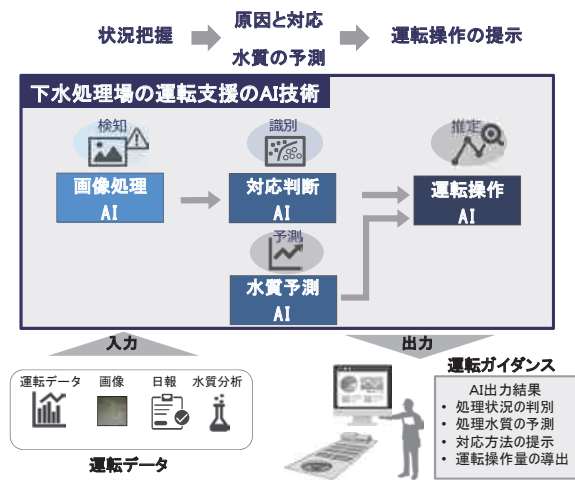 状況把握
原因と対応
水質の予測
運転操作の提示
下水処理場の運転支援のAI技術
検知
画像処理
AI
識別
対応判断
AI
推定
運転操作
AI
予測
水質予測
AI
入力
出力
運転データ 画像 日報 水質分析
運転データ
運転ガイダンス
AI出力結果
・処理状況の判別
・処理水質の予測
・対応方法の提示
・運転操作量の導出